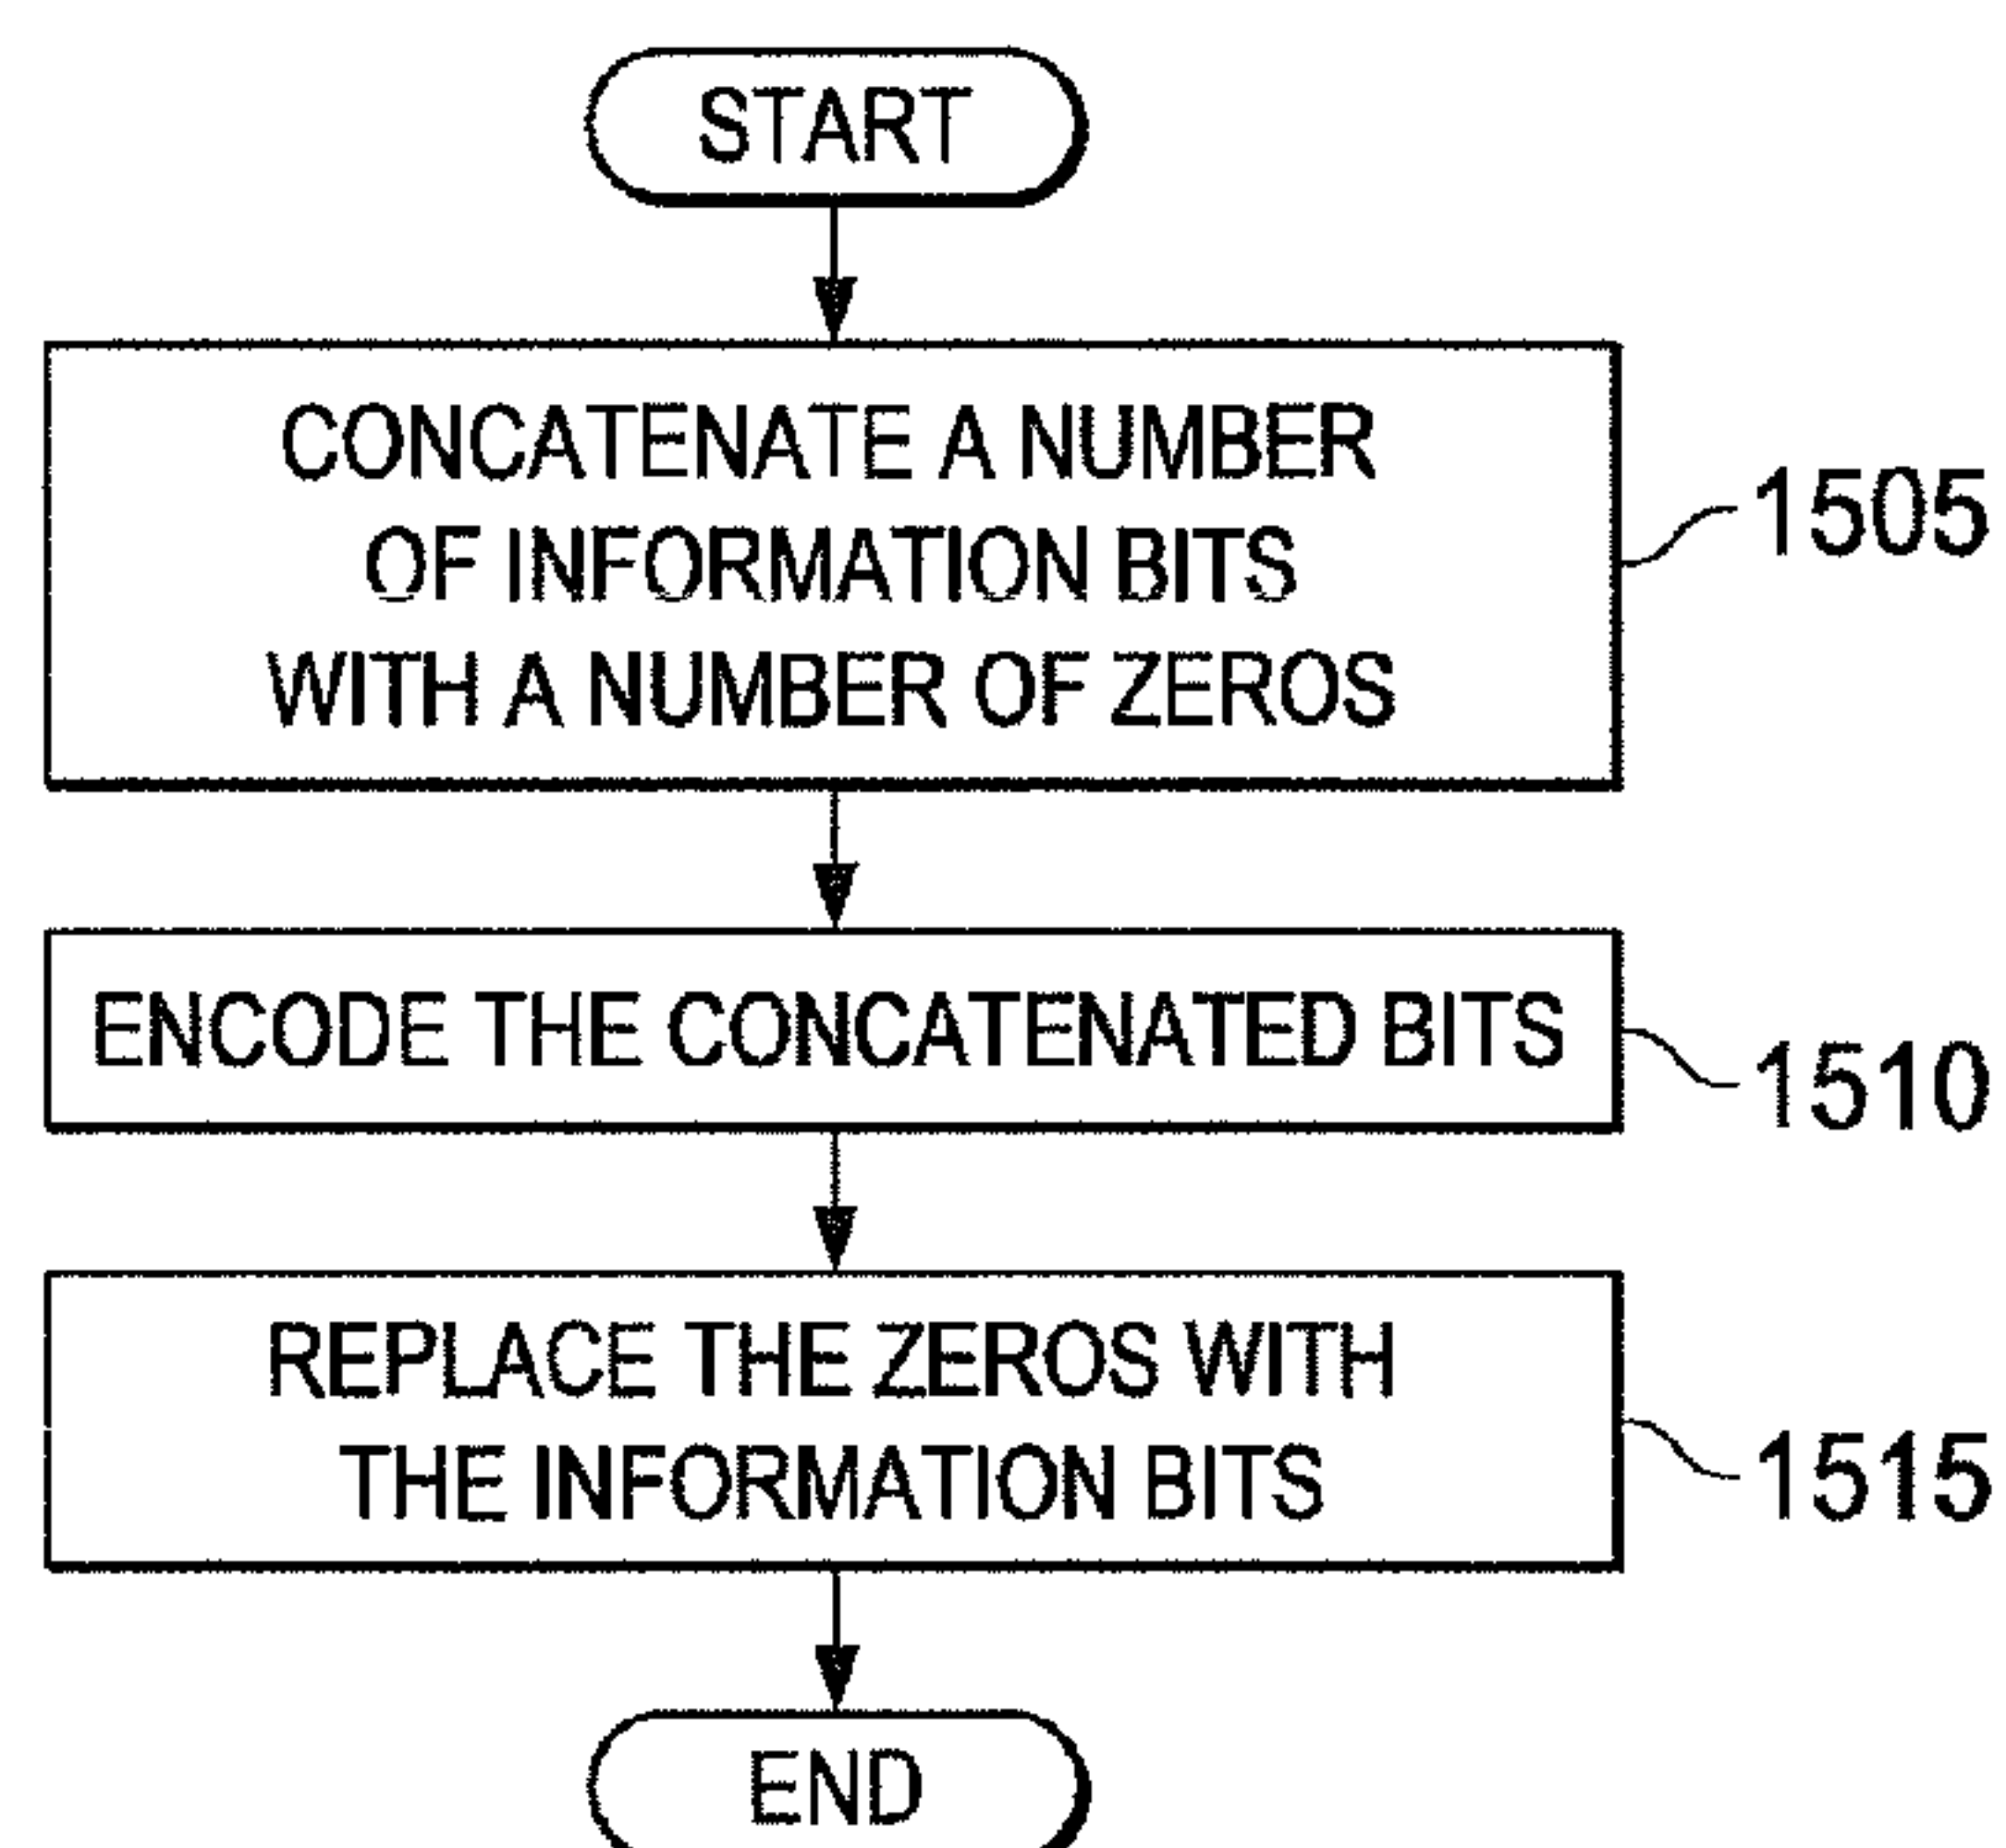 START
CONCATENATE A NUMBER
OF INFORMATION BITS
WITH A NUMBER OF ZEROS
1505
ENCODE THE CONCATENATED BITS
1510
REPLACE THE ZEROS WITH
THE INFORMATION BITS
1515
END